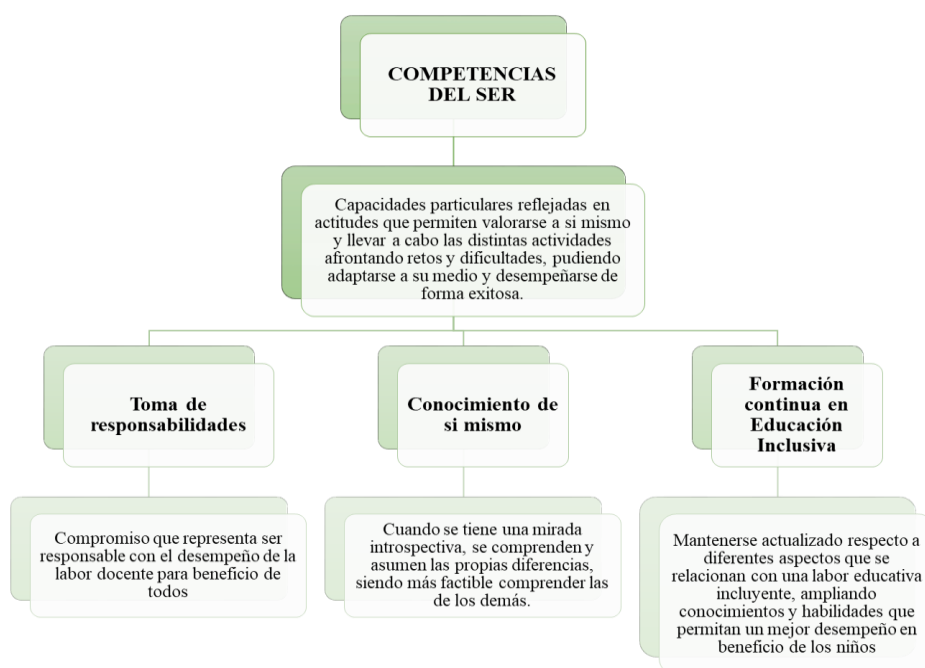 COMPETENCIAS
DEL SER
Capacidades particulares reflejadas en
actitudes que permiten valorarse a si mismo
y llevar a cabo las distintas actividades
afrontando retos y dificultades, pudiendo
adaptarse a su medio y desempeñarse de
forma exitosa.
Toma de
responsabilidades
Compromiso que representa ser
responsable con el desempeño de la
labor docente para beneficio de
todos
Conocimiento de
si mismo
Cuando se tiene una mirada
introspectiva, se comprenden y
asumen las propias diferencias,
siendo más factible comprender las
de los demás.
Formación
continua en
Educación
Inclusiva
Mantenerse actualizado respecto a
diferentes aspectos que se
relacionan con una labor educativa
incluyente, ampliando
conocimientos y habilidades que
permitan un mejor desempeño en
beneficio de los niños